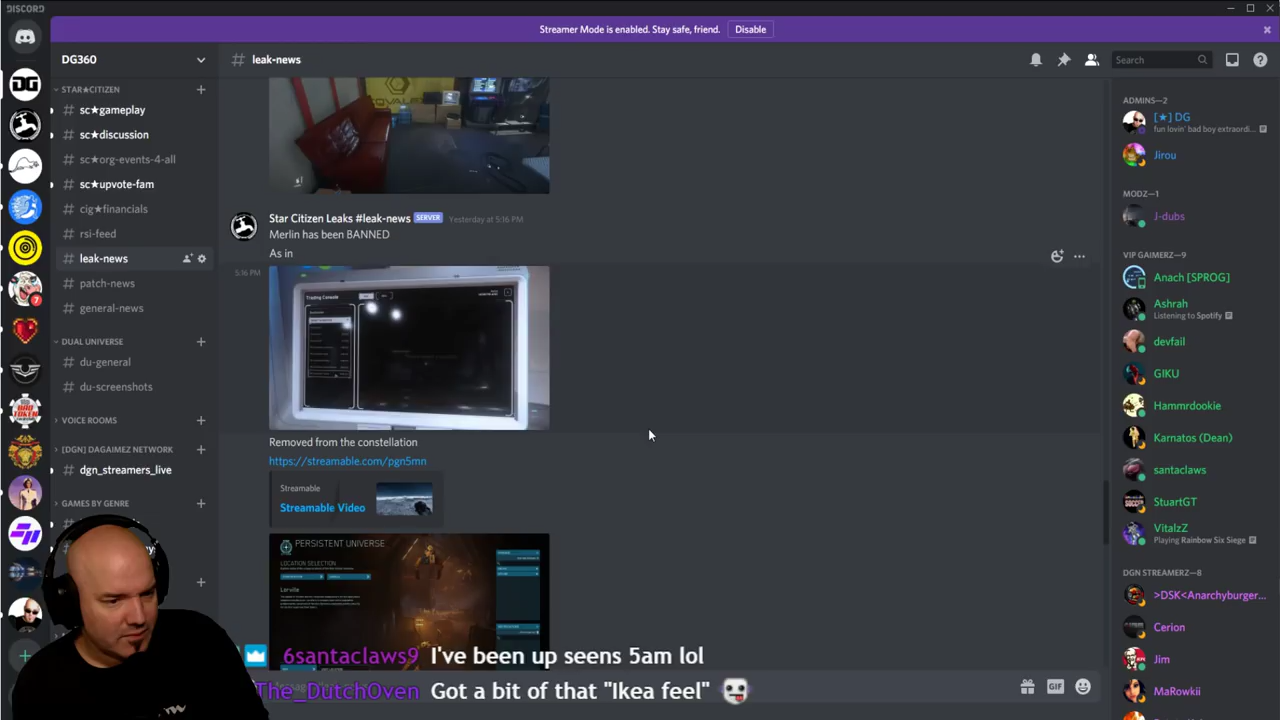 DISCORD
Streamer Mode is enabled. Stay safe, friend.
Disable
DG360
# leak-news
Search
STAR★CITIZEN
# sc★gameplay
# sc★discussion
# sc★org-events-4-all
# sc★upvote-fam
# cig★financials
# rsi-feed
# leak-news
# patch-news
# general-news
DUAL UNIVERSE
# du-general
# du-screenshots
VOICE ROOMS
[DGN] DAGAIMEZ NETWORK
# dgn_streamers_live
GAMES BY GENRE
7
Star Citizen Leaks #leak-news SERVER Yesterday at 5:16 PM
Merlin has been BANNED
As in
5:16 PM
Trading Console
Removed from the constellation
https://streamable.com/pgn5mn
Streamable
Streamable Video
PERSISTENT UNIVERSE
LOCATION SELECTION
Lorville
6santaclaws9 I've been up seens 5am lol
The_DutchOven Got a bit of that "Ikea feel"
GIF
ADMINS—2
[★] DG
fun lovin' bad boy extraordi...
Jirou
MODZ—1
J-dubs
VIP GAIMERZ—9
Anach [SPROG]
Ashrah
Listening to Spotify
devfail
GIKU
Hammrdookie
Karnatos (Dean)
santaclaws
StuartGT
VitalzZ
Playing Rainbow Six Siege
DGN STREAMERZ—8
>DSK<Anarchyburger...
Cerion
Jim
MaRowkii